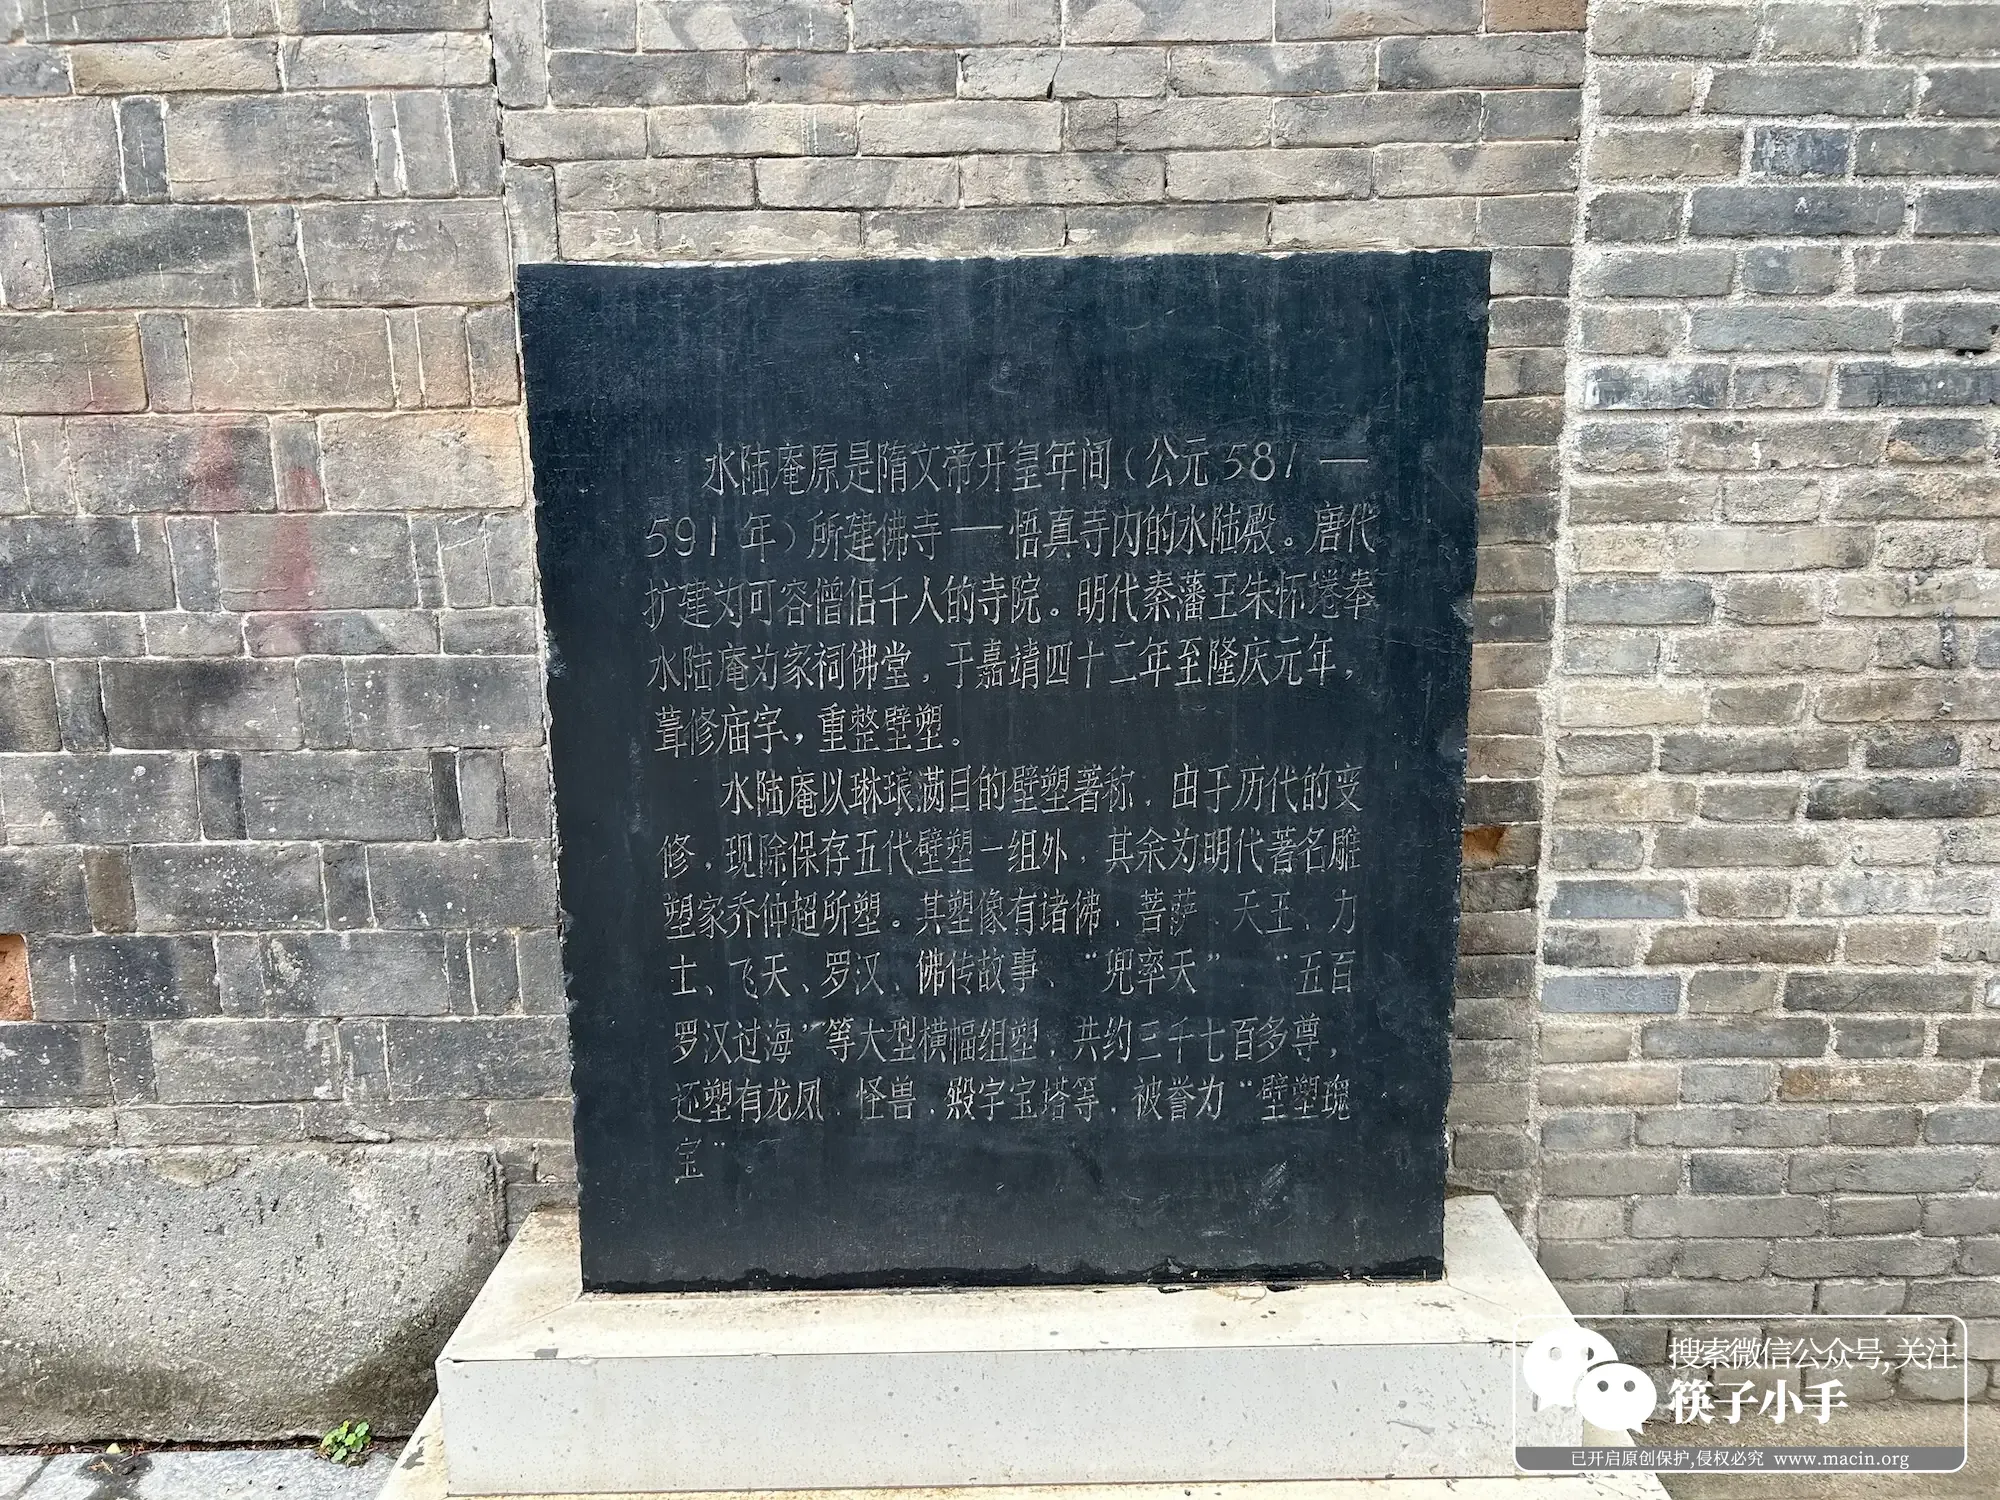 水陆庵原是隋文帝开皇年间（公元581—
591年）所建佛寺——悟真寺内的水陆殿。唐代
扩建为可容僧侣千人的寺院。明代秦藩王朱怀埢奉
水陆庵为家祠佛堂，于嘉靖四十二年至隆庆元年，
葺修庙宇，重整壁塑。
水陆庵以琳琅满目的壁塑著称，由于历代的变
修，现除保存五代壁塑一组外，其余为明代著名雕
塑家乔仲超所塑。其塑像有诸佛、菩萨、天王、力
士、飞天、罗汉、佛传故事、“兜率天”、“五百
罗汉过海”等大型横幅组塑，共约三千七百多尊，
还塑有龙凤、怪兽、殿宇宝塔等，被誉为“壁塑瑰
宝”
搜索微信公众号,关注
筷子小手
已开启原创保护,侵权必究 www.macin.org